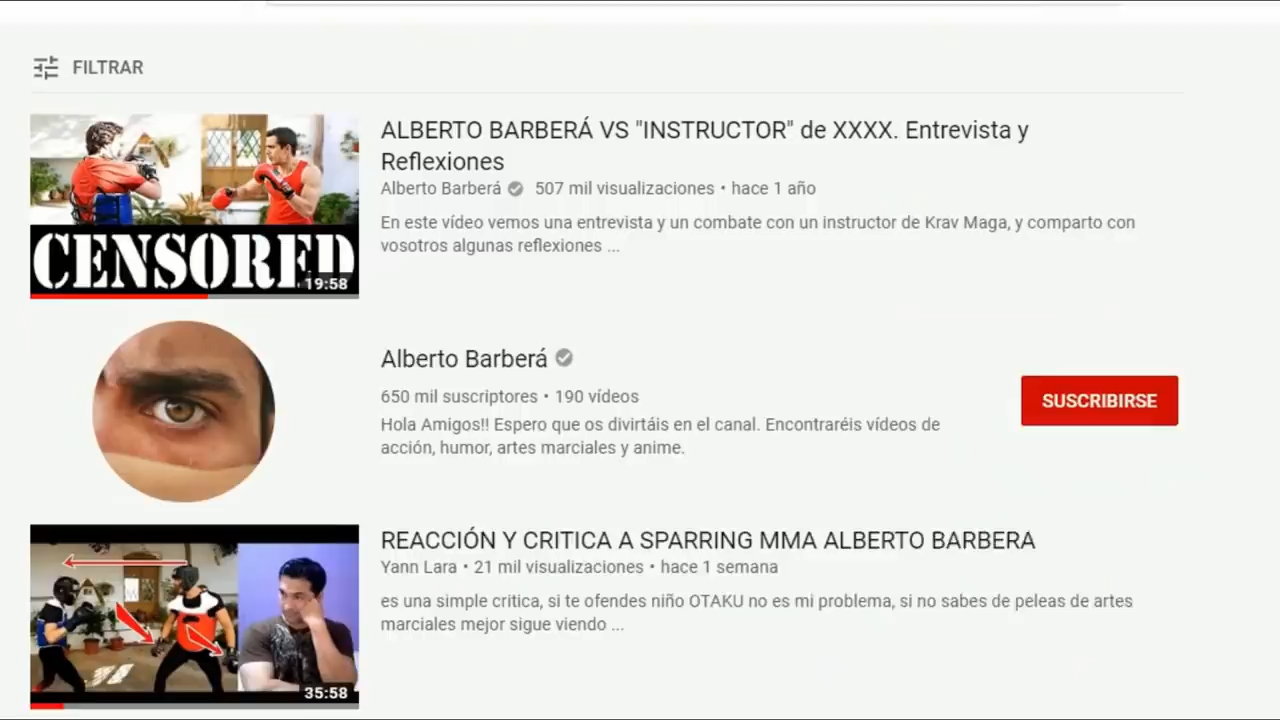 FILTRAR
ALBERTO BARBERÁ VS "INSTRUCTOR" de XXXX. Entrevista y
Reflexiones
Alberto Barberá 507 mil visualizaciones • hace 1 año
En este vídeo vemos una entrevista y un combate con un instructor de Krav Maga, y comparto con
vosotros algunas reflexiones ...
CENSORED
19:58
Alberto Barberá
650 mil suscriptores • 190 vídeos
Hola Amigos!! Espero que os divirtáis en el canal. Encontraréis vídeos de
acción, humor, artes marciales y anime.
SUSCRIBIRSE
REACCIÓN Y CRITICA A SPARRING MMA ALBERTO BARBERA
Yann Lara • 21 mil visualizaciones • hace 1 semana
es una simple critica, si te ofendes niño OTAKU no es mi problema, si no sabes de peleas de artes
marciales mejor sigue viendo ...
35:58